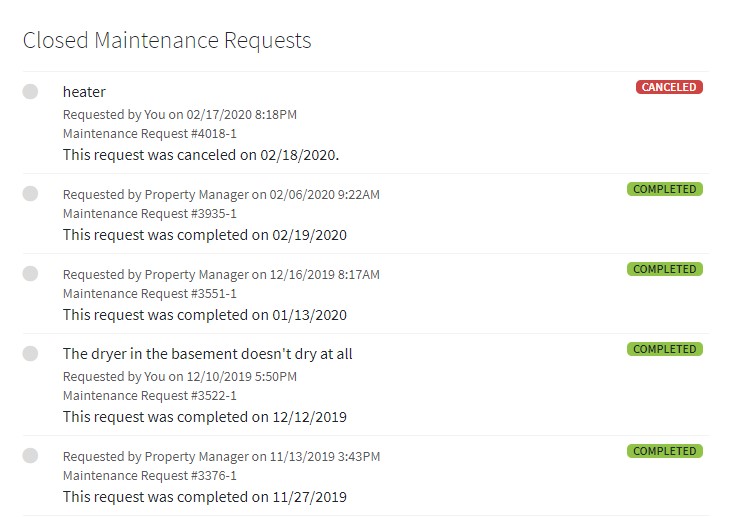 Closed Maintenance Requests
heater
CANCELED
Requested by You on 02/17/2020 8:18PM
Maintenance Request #4018-1
This request was canceled on 02/18/2020.
Requested by Property Manager on 02/06/2020 9:22AM
COMPLETED
Maintenance Request #3935-1
This request was completed on 02/19/2020
Requested by Property Manager on 12/16/2019 8:17AM
COMPLETED
Maintenance Request #3551-1
This request was completed on 01/13/2020
The dryer in the basement doesn't dry at all
COMPLETED
Requested by You on 12/10/2019 5:50PM
Maintenance Request #3522-1
This request was completed on 12/12/2019
Requested by Property Manager on 11/13/2019 3:43PM
COMPLETED
Maintenance Request #3376-1
This request was completed on 11/27/2019